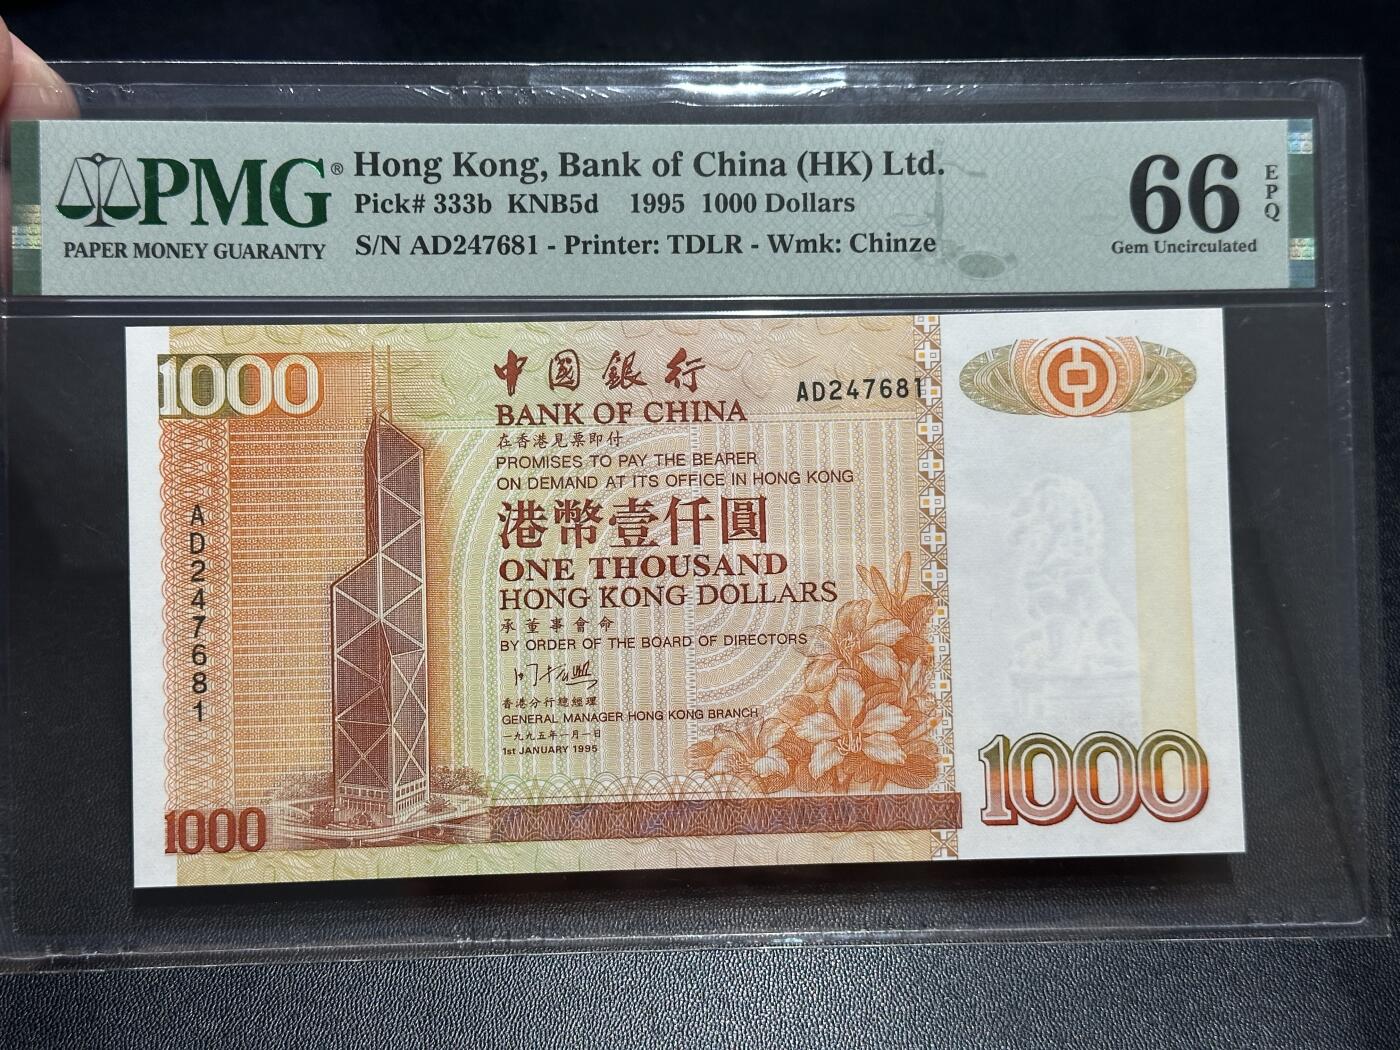 PMG®
PAPER MONEY GUARANTY
Hong Kong, Bank of China (HK) Ltd.
Pick# 333b KNB5d 1995 1000 Dollars
S/N AD247681 - Printer: TDLR - Wmk: Chinze
66
EPQ
Gem Uncirculated
1000
中國銀行
AD247681
BANK OF CHINA
在香港見票即付
PROMISES TO PAY THE BEARER
ON DEMAND AT ITS OFFICE IN HONG KONG
港幣壹仟圓
AD247681
ONE THOUSAND
HONG KONG DOLLARS
承董事會命
BY ORDER OF THE BOARD OF DIRECTORS
香港分行總經理
GENERAL MANAGER HONG KONG BRANCH
一九九五年一月一日
1st JANUARY 1995
1000
1000